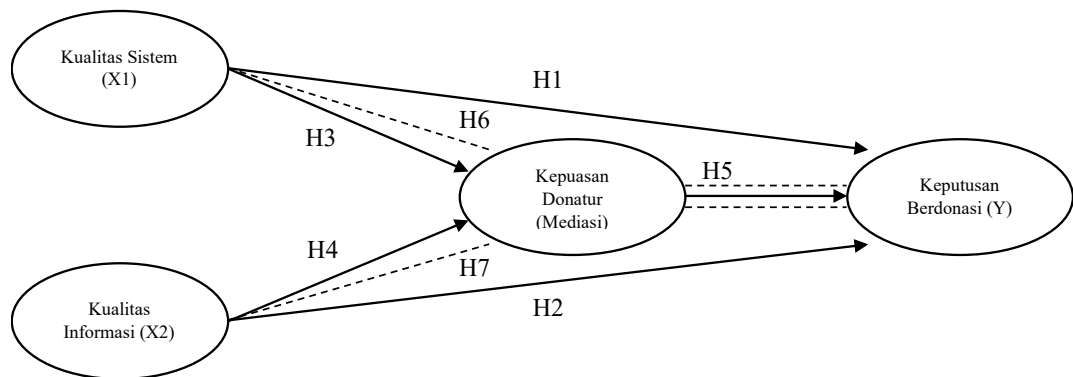 Kualitas Sistem
(X1)
H1
H6
H3
Kepuasan
Donatur
(Mediasi)
H5
Keputusan
Berdonasi (Y)
H4
H7
H2
Kualitas
Informasi (X2)